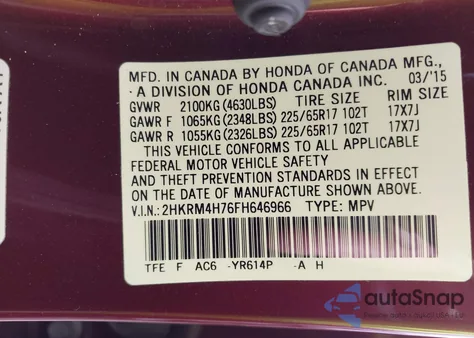 MFD. IN CANADA BY HONDA OF CANADA MFG.,
A DIVISION OF HONDA CANADA INC. 03/'15
GVWR 2100KG (4630LBS) TIRE SIZE RIM SIZE
GAWR F 1065KG (2348LBS) 225/65R17 102T 17X7J
GAWR R 1055KG (2326LBS) 225/65R17 102T 17X7J
THIS VEHICLE CONFORMS TO ALL APPLICABLE
FEDERAL MOTOR VEHICLE SAFETY
AND THEFT PREVENTION STANDARDS IN EFFECT
ON THE DATE OF MANUFACTURE SHOWN ABOVE.
V.I.N.: 2HKRM4H76FH646966 TYPE: MPV
TFE F AC6 -YR614P -A H
autaSnap